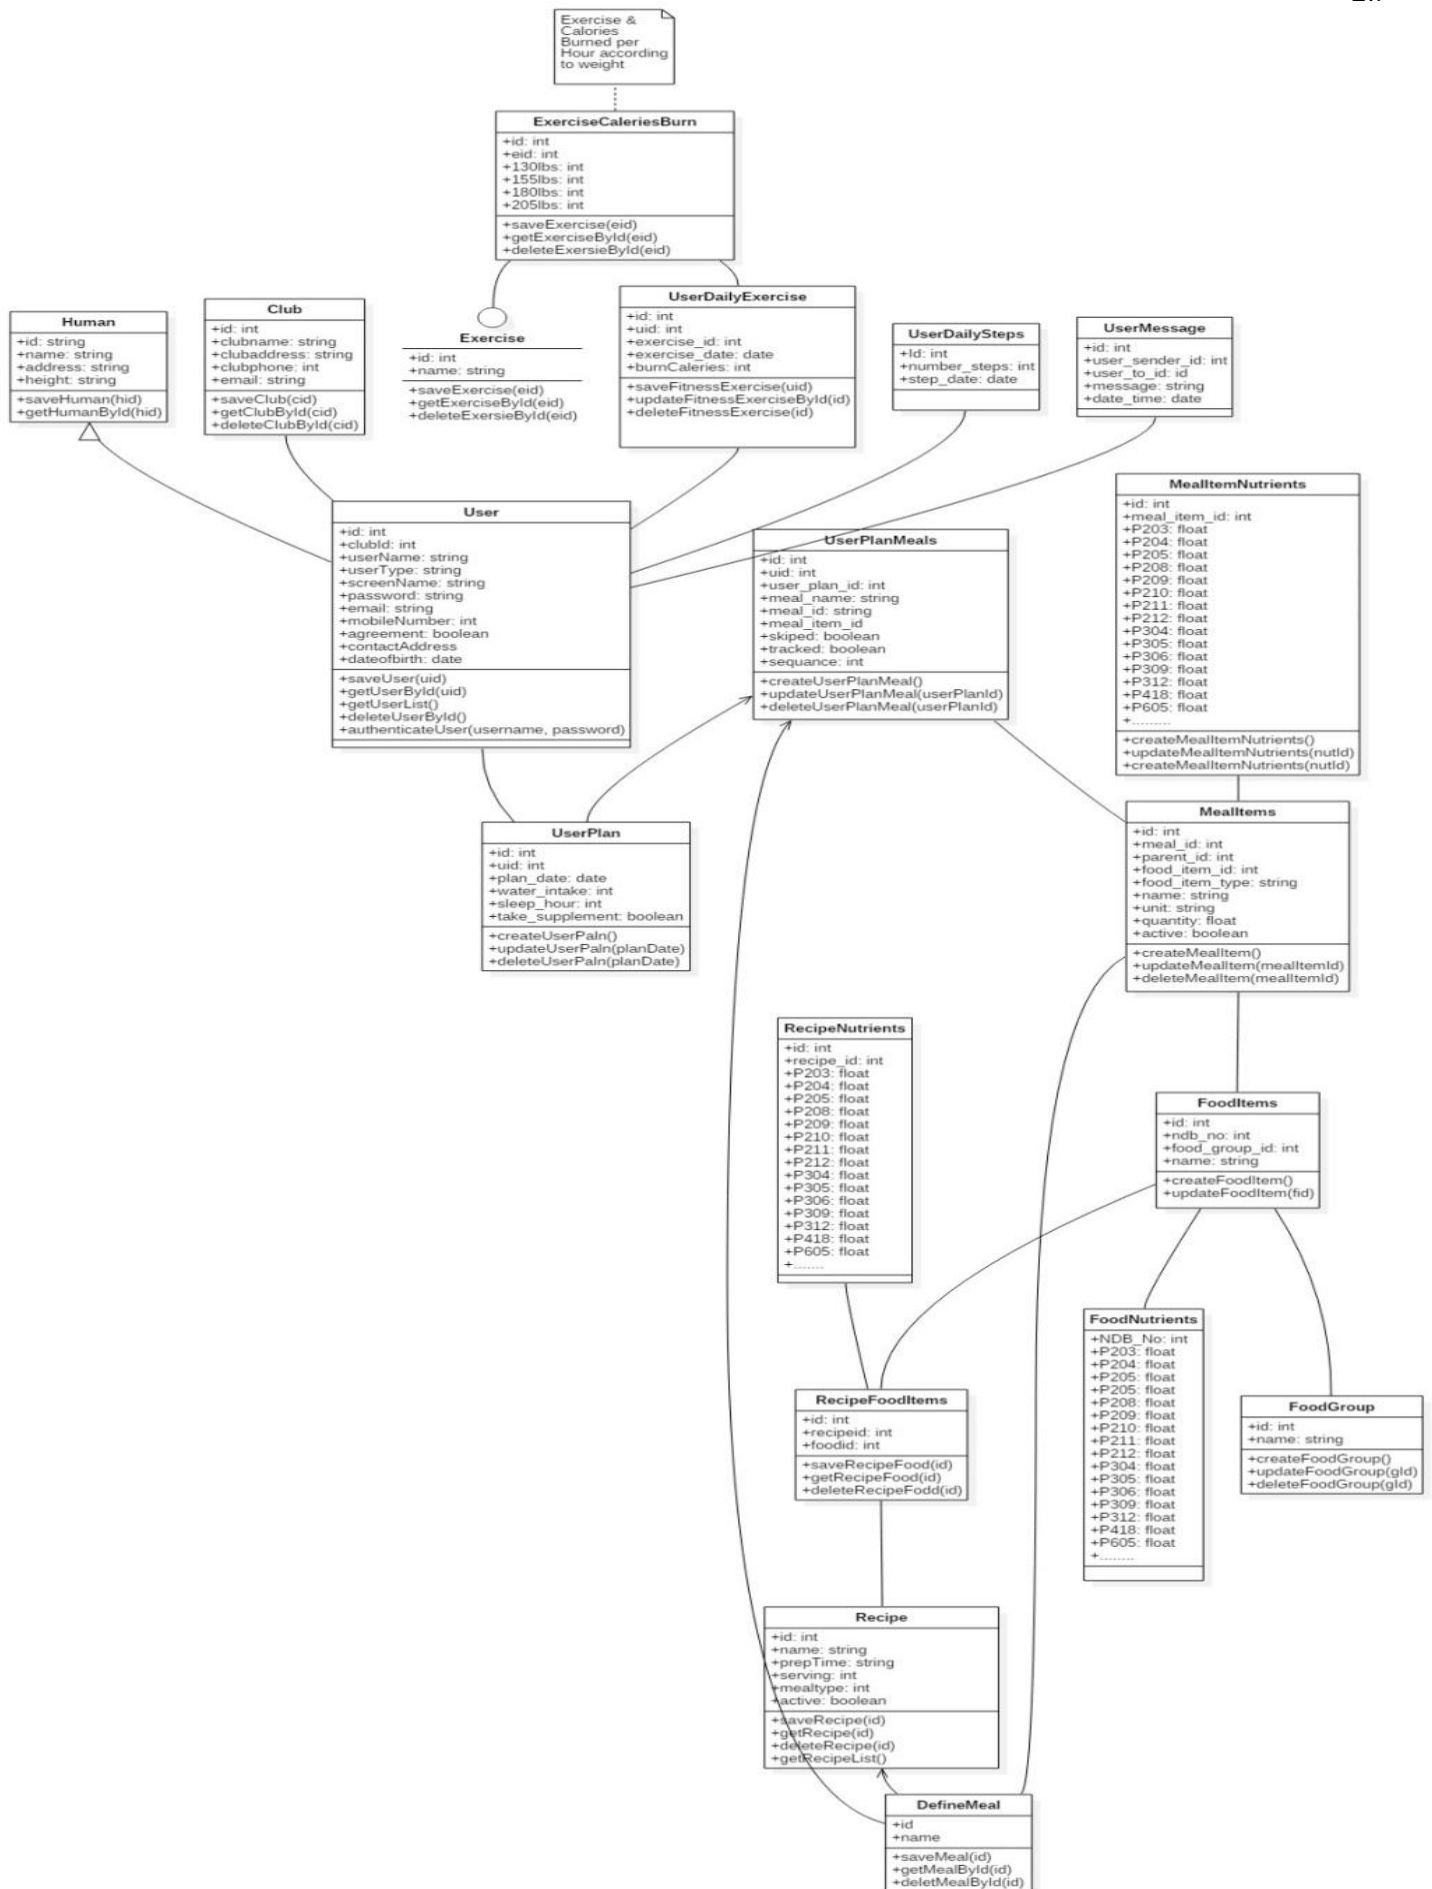 Exercise &
Calories
Burned per
Hour according
to weight
ExerciseCaleriesBurn
+id: int
+eid: int
+130lbs: int
+155lbs: int
+180lbs: int
+205lbs: int
+saveExercise(eid)
+getExerciseById(eid)
+deleteExersieById(eid)
Human
+id: string
+name: string
+address: string
+height: string
+saveHuman(hid)
+getHumanById(hid)
Club
+id: int
+clubname: string
+clubaddress: string
+clubphone: int
+email: string
+saveClub(cid)
+getClubById(cid)
+deleteClubById(cid)
Exercise
+id: int
+name: string
+saveExercise(eid)
+getExerciseById(eid)
+deleteExersieById(eid)
UserDailyExercise
+id: int
+uid: int
+exercise_id: int
+exercise_date: date
+burnCaleries: int
+saveFitnessExercise(uid)
+updateFitnessExerciseById(id)
+deleteFitnessExercise(id)
UserDailySteps
+Id: int
+number_steps: int
+step_date: date
UserMessage
+id: int
+user_sender_id: int
+user_to_id: id
+message: string
+date_time: date
User
+id: int
+clubId: int
+userName: string
+userType: string
+screenName: string
+password: string
+email: string
+mobileNumber: int
+agreement: boolean
+contactAddress
+dateofbirth: date
+saveUser(uid)
+getUserById(uid)
+getUserList()
+deleteUserById()
+authenticateUser(username, password)
UserPlanMeals
+id: int
+uid: int
+user_plan_id: int
+meal_name: string
+meal_id: string
+meal_item_id
+skiped: boolean
+tracked: boolean
+sequance: int
+createUserPlanMeal()
+updateUserPlanMeal(userPlanId)
+deleteUserPlanMeal(userPlanId)
MealItemNutrients
+id: int
+meal_item_id: int
+P203: float
+P204: float
+P205: float
+P208: float
+P209: float
+P210: float
+P211: float
+P212: float
+P304: float
+P305: float
+P306: float
+P309: float
+P312: float
+P418: float
+P605: float
+.........
+createMealItemNutrients()
+updateMealItemNutrients(nutId)
+createMealItemNutrients(nutId)
UserPlan
+id: int
+uid: int
+plan_date: date
+water_intake: int
+sleep_hour: int
+take_supplement: boolean
+createUserPaln()
+updateUserPaln(planDate)
+deleteUserPaln(planDate)
MealItems
+id: int
+meal_id: int
+parent_id: int
+food_item_id: int
+food_item_type: string
+name: string
+unit: string
+quantity: float
+active: boolean
+createMealItem()
+updateMealItem(mealItemId)
+deleteMealItem(mealItemId)
RecipeNutrients
+id: int
+recipe_id: int
+P203: float
+P204: float
+P205: float
+P208: float
+P209: float
+P210: float
+P211: float
+P212: float
+P304: float
+P305: float
+P306: float
+P309: float
+P312: float
+P418: float
+P605: float
+.......
FoodItems
+id: int
+ndb_no: int
+food_group_id: int
+name: string
+createFoodItem()
+updateFoodItem(fid)
FoodNutrients
+NDB_No: int
+P203: float
+P204: float
+P205: float
+P205: float
+P208: float
+P209: float
+P210: float
+P211: float
+P212: float
+P304: float
+P305: float
+P306: float
+P309: float
+P312: float
+P418: float
+P605: float
+........
FoodGroup
+id: int
+name: string
+createFoodGroup()
+updateFoodGroup(gId)
+deleteFoodGroup(gId)
RecipeFoodItems
+id: int
+recipeid: int
+foodid: int
+saveRecipeFood(id)
+getRecipeFood(id)
+deleteRecipeFodd(id)
Recipe
+id: int
+name: string
+prepTime: string
+serving: int
+mealtype: int
+active: boolean
+saveRecipe(id)
+getRecipe(id)
+deleteRecipe(id)
+getRecipeList()
DefineMeal
+id
+name
+saveMeal(id)
+getMealById(id)
+deletMealById(id)